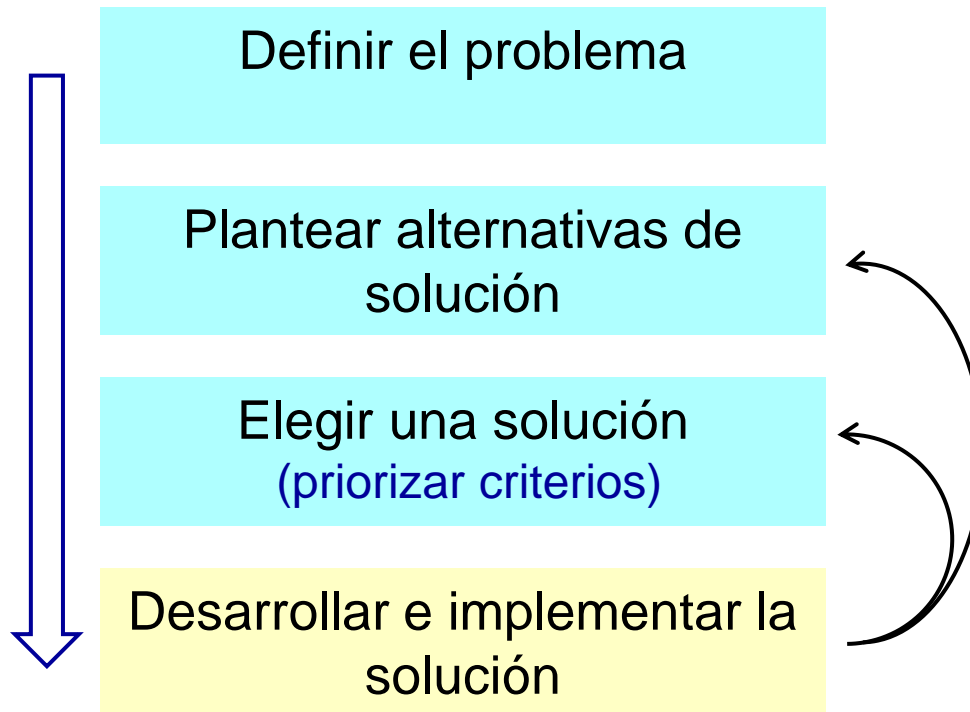 Definir el problema
Plantear alternativas de
solución
Elegir una solución
(priorizar criterios)
Desarrollar e implementar la
solución